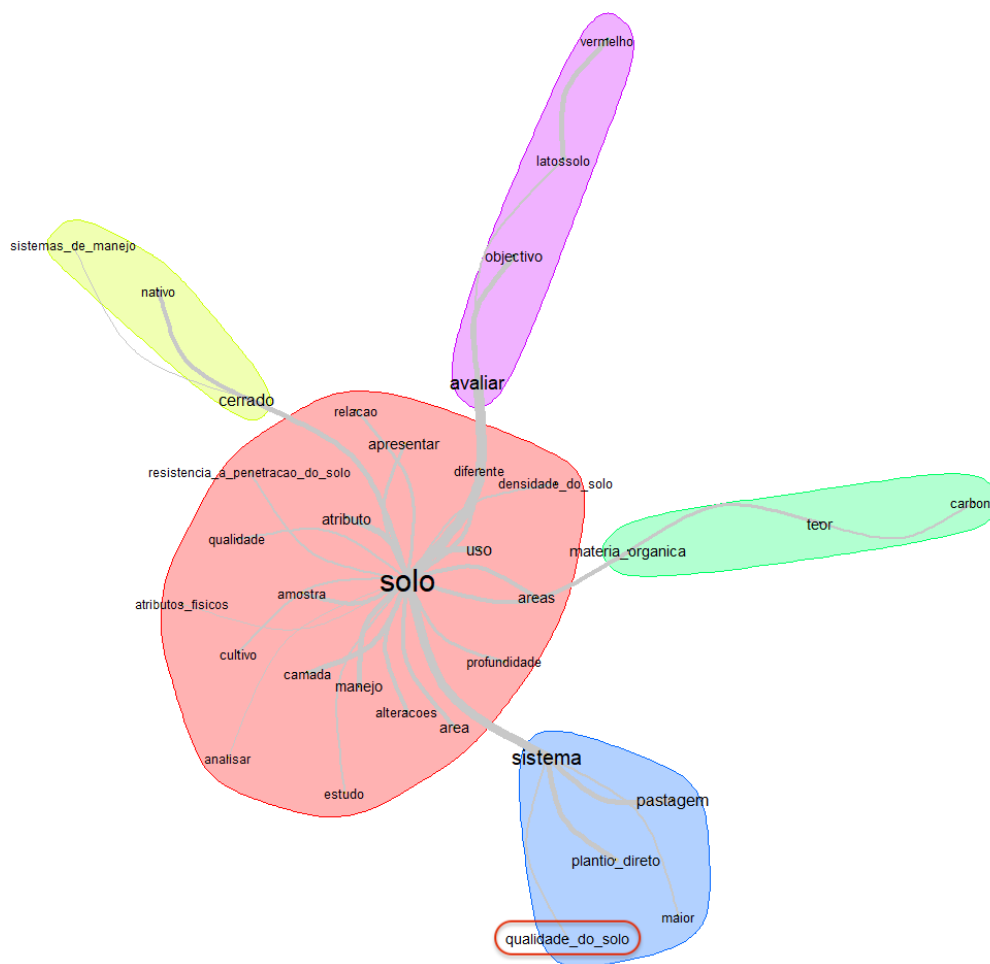 vermelho
latossolo
sistemas_de_manejo
objectivo
nativo
avaliar
cerrado
relacao
apresentar
resistencia_a_penetracao_do_solo
diferente
densidade_do_solo
carbon
atributo
teor
qualidade
uso
materia_organica
solo
amostra
areas
atributos_fisicos
cultivo
profundidade
camada
manejo
alteracoes
area
analisar
sistema
estudo
pastagem
plantio_direto
maior
qualidade_do_solo